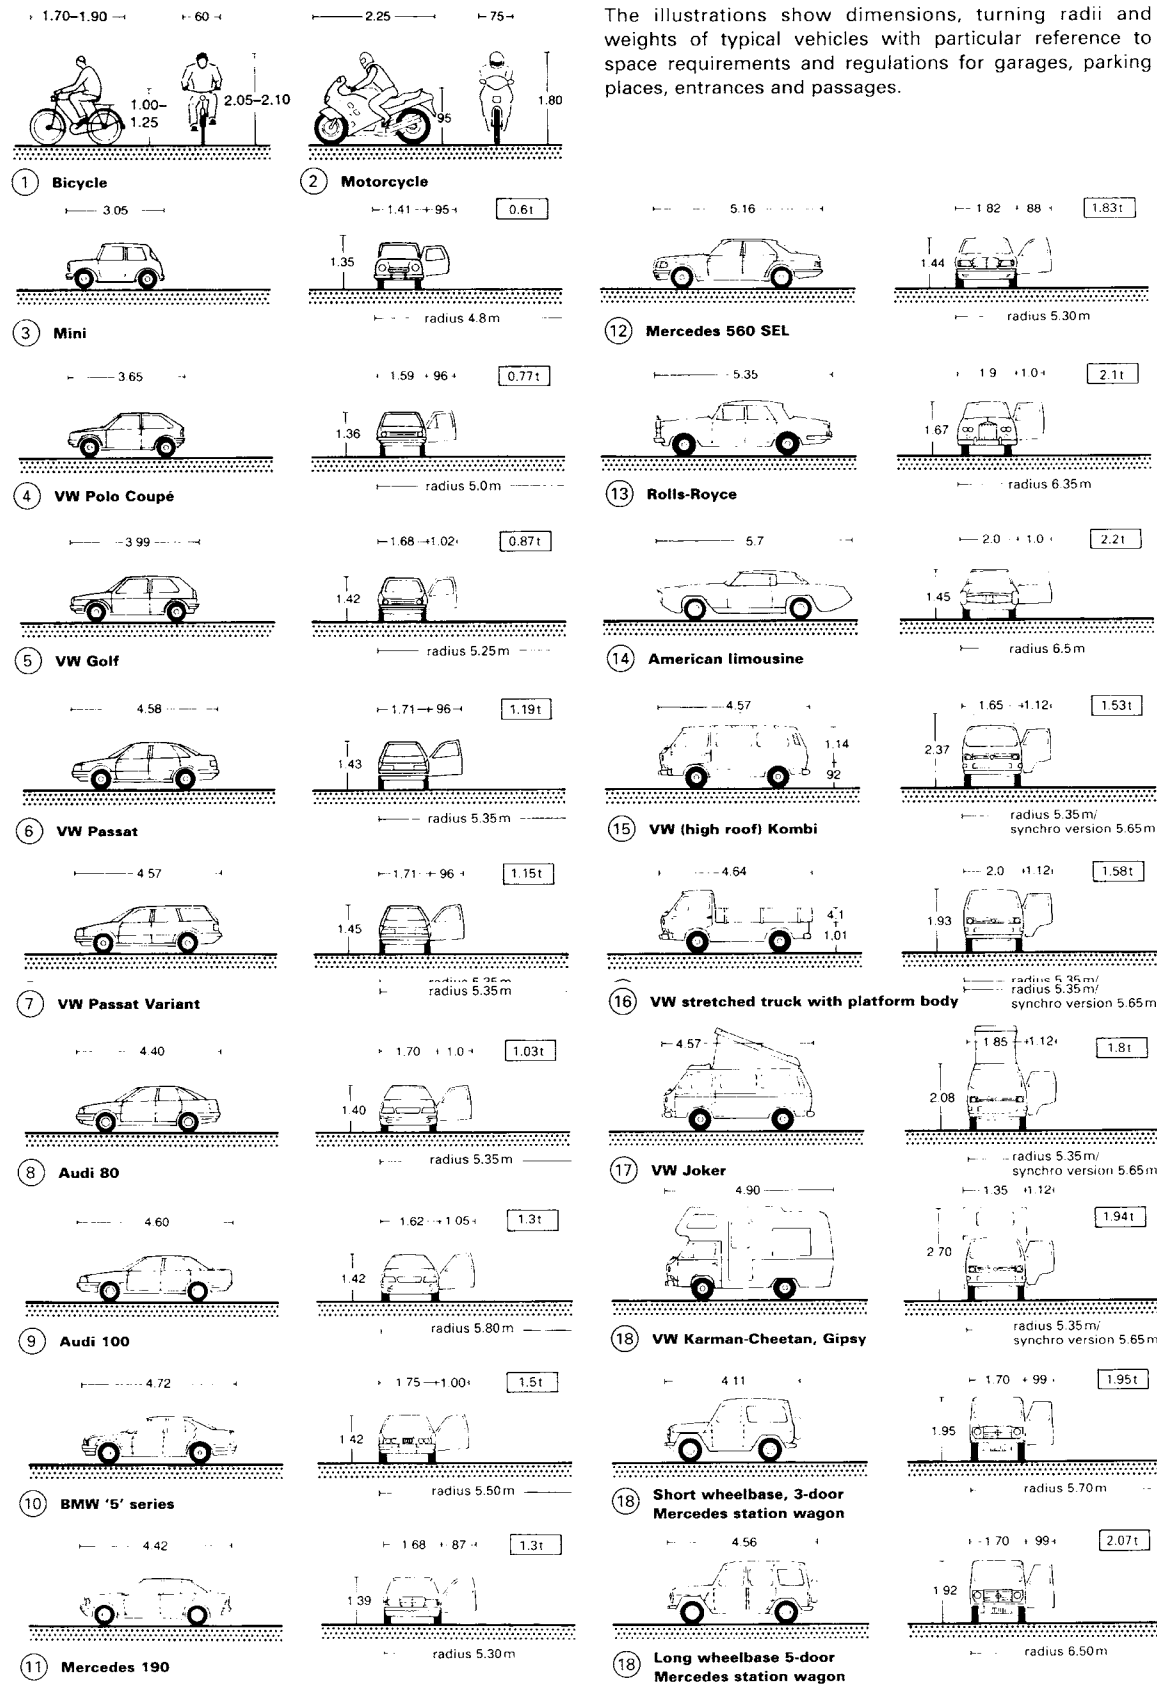 1.70–1.90
60
1.00–
1.25
2.05–2.10
1 Bicycle
2.25
75
95
1.80
2 Motorcycle
The illustrations show dimensions, turning radii and
weights of typical vehicles with particular reference to
space requirements and regulations for garages, parking
places, entrances and passages.
3.05
1.41 95 0.6t
1.35
radius 4.8m
3 Mini
3.65
1.59 96 0.77t
1.36
radius 5.0m
4 VW Polo Coupé
3.99
1.68 1.02 0.87t
1.42
radius 5.25m
5 VW Golf
4.58
1.71 96 1.19t
1.43
radius 5.35m
6 VW Passat
4.57
1.71 96 1.15t
1.45
radius 5.35m
radius 5.35m
7 VW Passat Variant
4.40
1.70 1.0 1.03t
1.40
radius 5.35m
8 Audi 80
4.60
1.62 1.05 1.3t
1.42
radius 5.80m
9 Audi 100
4.72
1.75 1.00 1.5t
1.42
radius 5.50m
10 BMW ‘5’ series
4.42
1.68 87 1.3t
1.39
radius 5.30m
11 Mercedes 190
5.16
1.82 88 1.83t
1.44
radius 5.30m
12 Mercedes 560 SEL
5.35
1.9 1.0 2.1t
1.67
radius 6.35m
13 Rolls-Royce
5.7
2.0 1.0 2.2t
1.45
radius 6.5m
14 American limousine
4.57
1.14
92
1.65 1.12 1.53t
2.37
radius 5.35m/
synchro version 5.65m
15 VW (high roof) Kombi
4.64
4.1
1.01
2.0 1.12 1.58t
1.93
radius 5.35m/
radius 5.35m/
synchro version 5.65m
16 VW stretched truck with platform body
4.57
1.85 1.12 1.8t
2.08
radius 5.35m/
synchro version 5.65m
17 VW Joker
4.90
1.35 1.12 1.94t
2.70
radius 5.35m/
synchro version 5.65m
18 VW Karman-Cheetan, Gipsy
4.11
1.70 99 1.95t
1.95
radius 5.70m
18 Short wheelbase, 3-door
Mercedes station wagon
4.56
1.70 99 2.07t
1.92
radius 6.50m
18 Long wheelbase 5-door
Mercedes station wagon